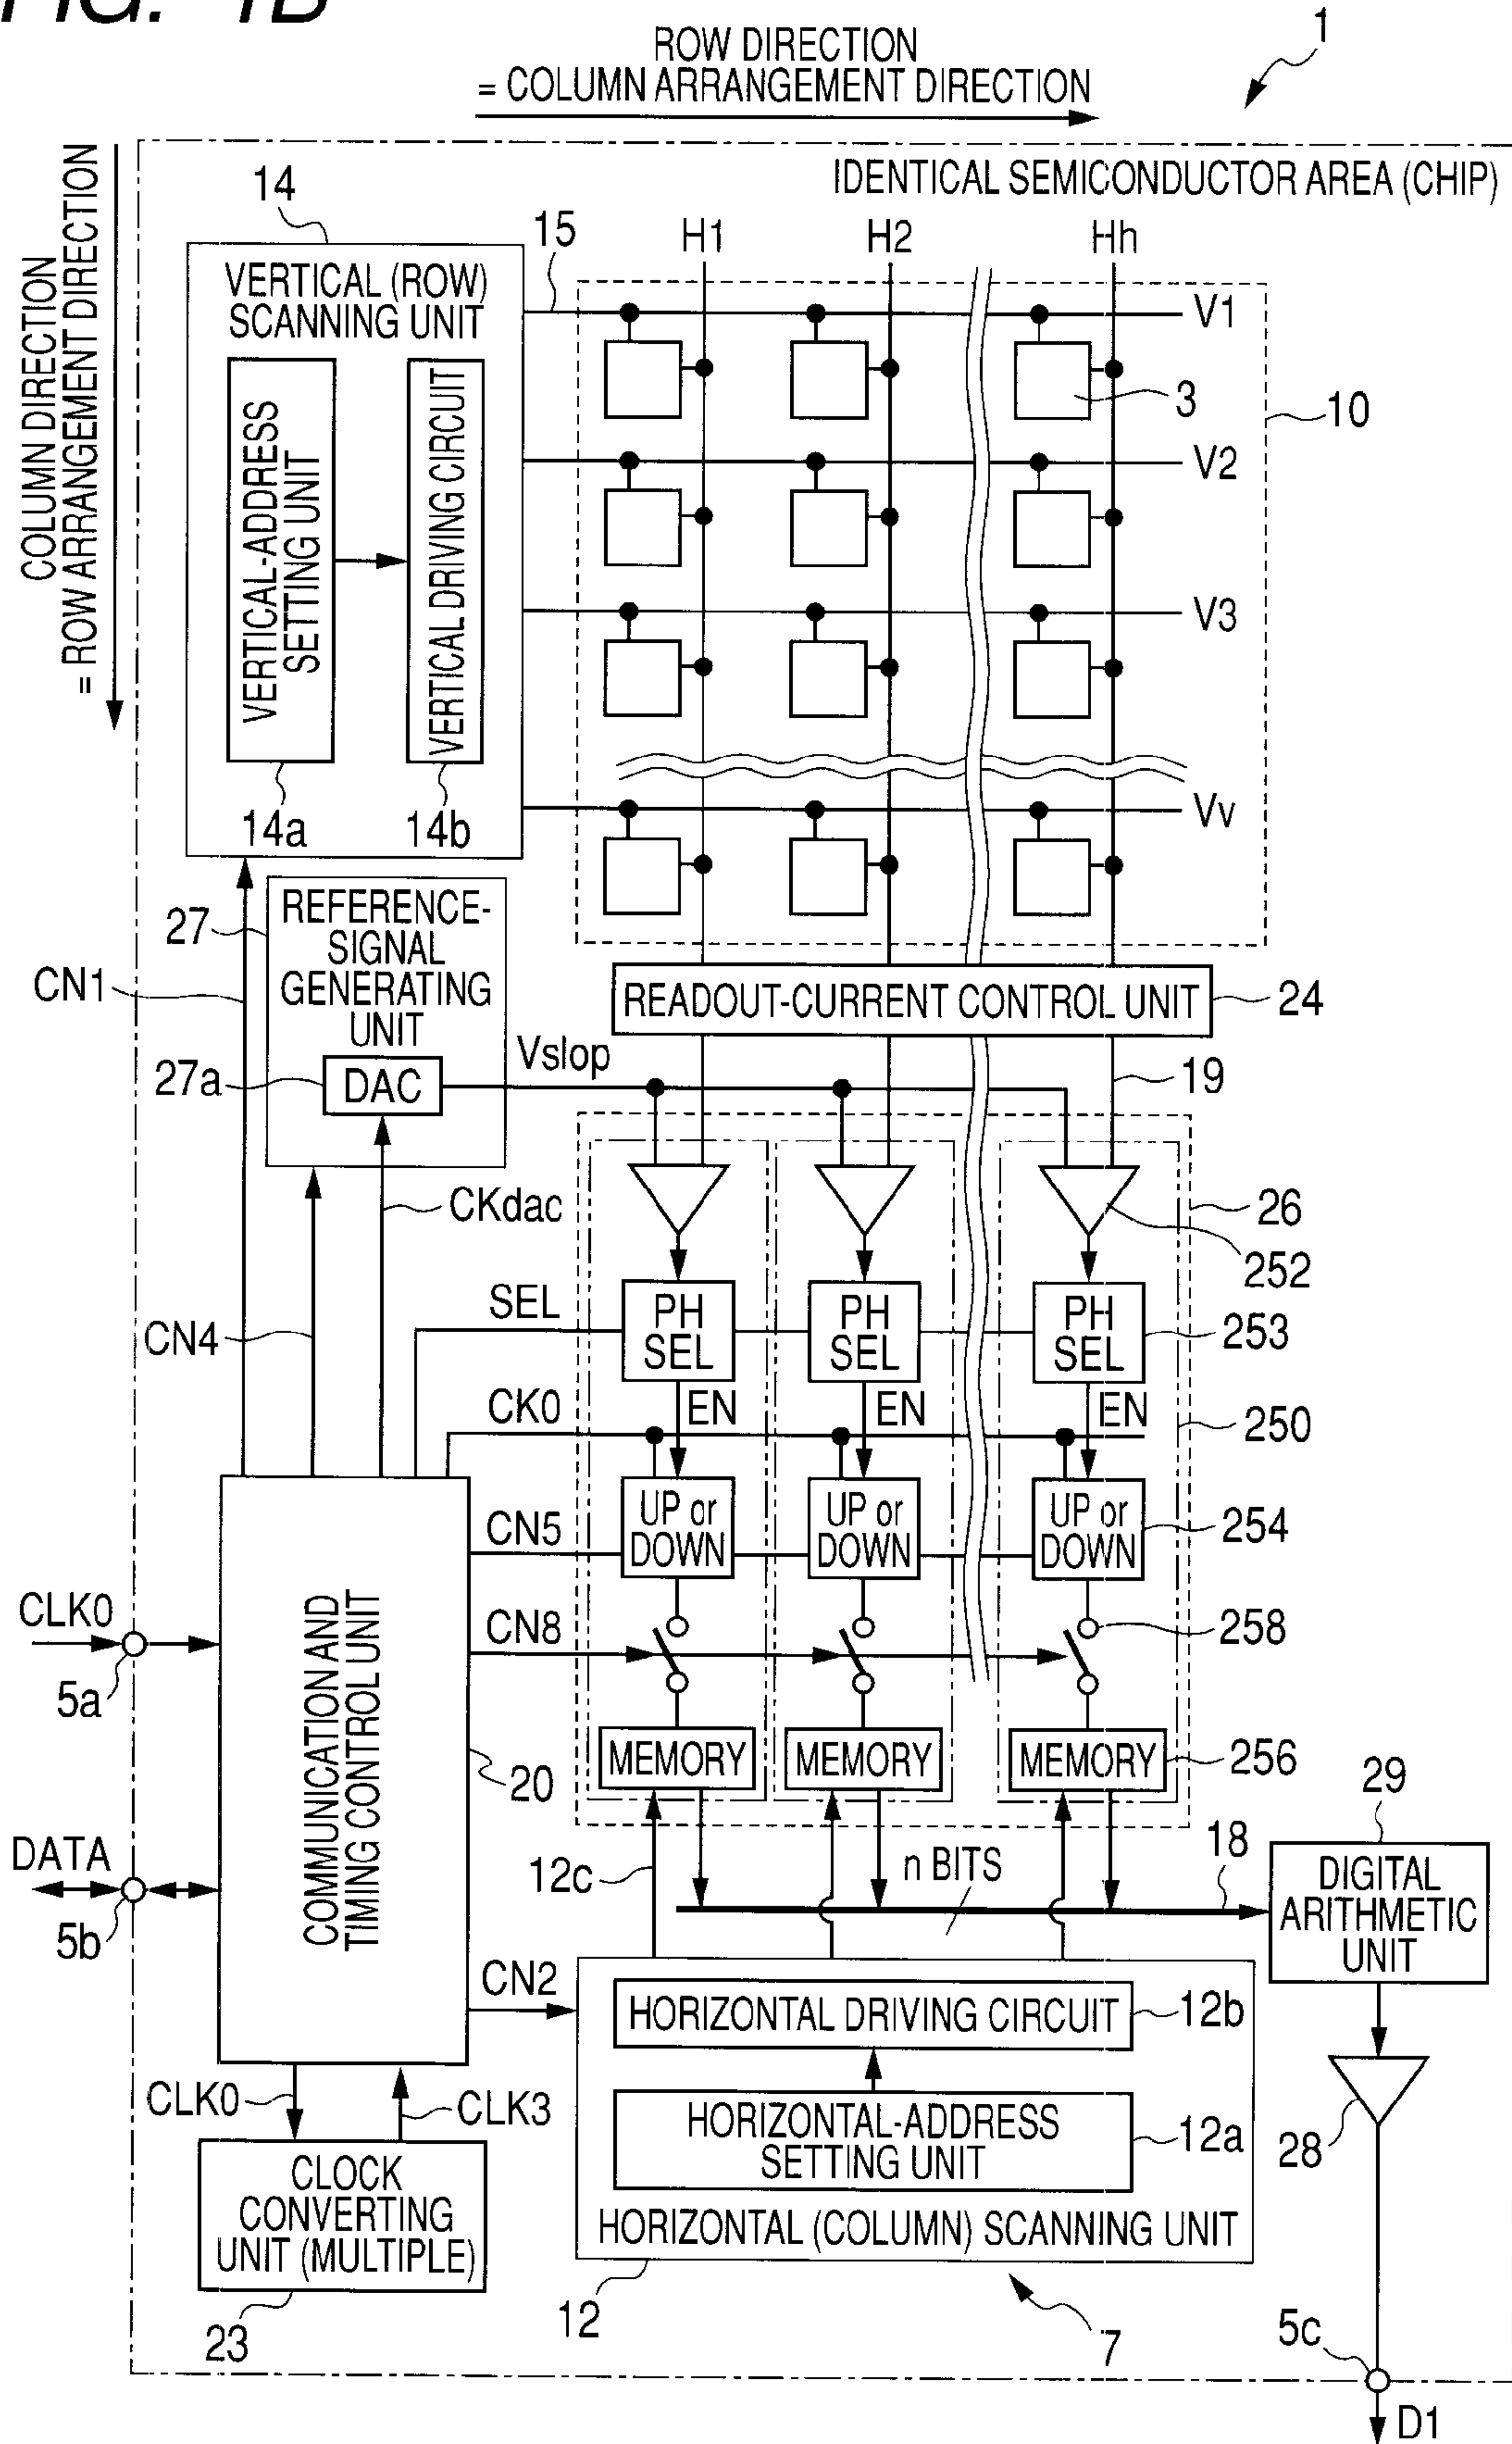 FIG. 1B
ROW DIRECTION
= COLUMN ARRANGEMENT DIRECTION
1
COLUMN DIRECTION
= ROW ARRANGEMENT DIRECTION
IDENTICAL SEMICONDUCTOR AREA (CHIP)
14
15
H1
H2
Hh
VERTICAL (ROW)
SCANNING UNIT
VERTICAL-ADDRESS
SETTING UNIT
VERTICAL DRIVING CIRCUIT
14a
14b
V1
3
10
V2
V3
Vv
27
REFERENCE-
SIGNAL
GENERATING
UNIT
CN1
READOUT-CURRENT CONTROL UNIT
24
27a
DAC
Vslop
19
CKdac
26
252
CN4
SEL
PH
SEL
PH
SEL
PH
SEL
253
CK0
EN
EN
EN
250
CN5
UP or
DOWN
UP or
DOWN
UP or
DOWN
254
CLK0
5a
COMMUNICATION AND
TIMING CONTROL UNIT
CN8
258
20
MEMORY
MEMORY
MEMORY
256
29
DATA
5b
12c
n BITS
18
DIGITAL
ARITHMETIC
UNIT
CN2
HORIZONTAL DRIVING CIRCUIT
12b
CLK0
CLK3
HORIZONTAL-ADDRESS
SETTING UNIT
12a
28
CLOCK
CONVERTING
UNIT (MULTIPLE)
HORIZONTAL (COLUMN) SCANNING UNIT
23
12
7
5c
D1